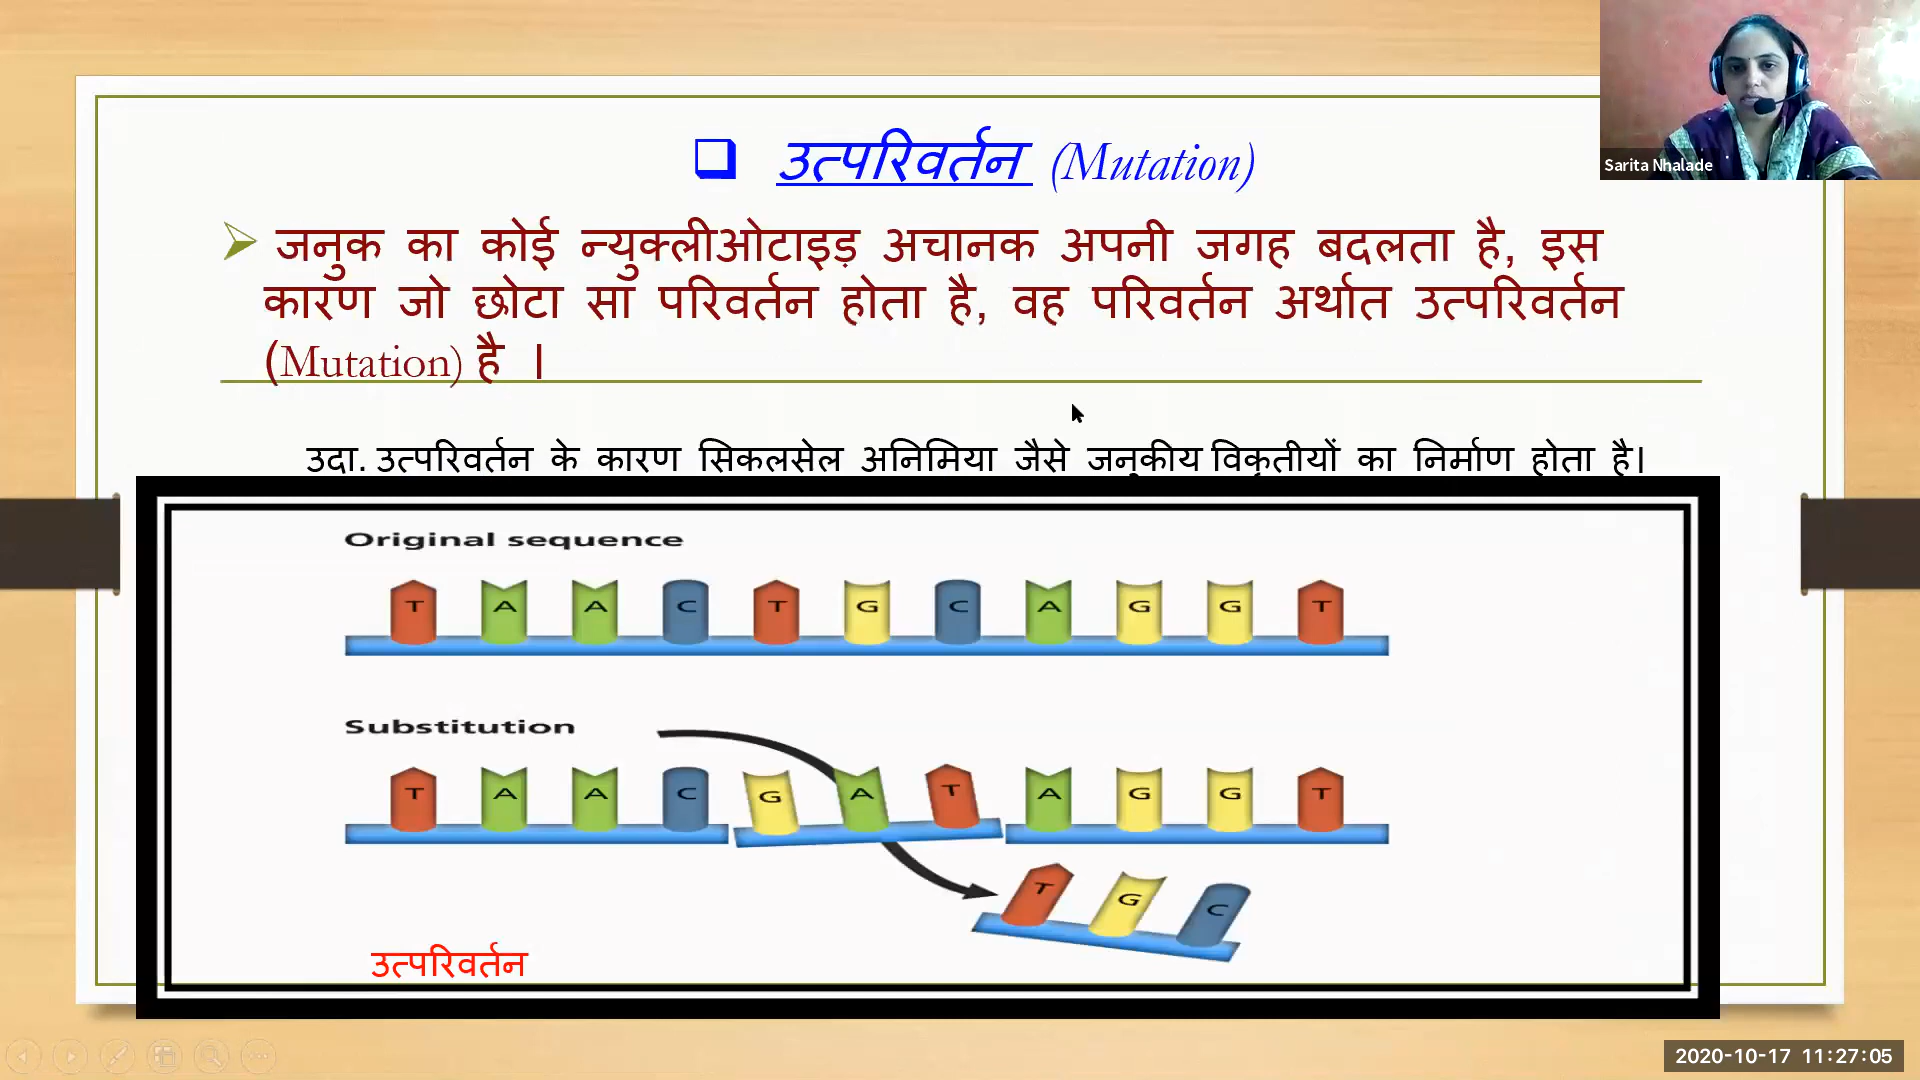 उत्परिवर्तन (Mutation)
Sarita Nhalade
जनुक का कोई न्युक्लीओटाइड़ अचानक अपनी जगह बदलता है, इस
कारण जो छोटा सा परिवर्तन होता है, वह परिवर्तन अर्थात उत्परिवर्तन
(Mutation) है ।
उदा. उत्परिवर्तन के कारण सिकलसेल अनिमिया जैसे जनुकीय विकृतीयों का निर्माण होता है।
Original sequence
T A A C T G C A G G T
Substitution
T A A C G A T A G G T
T G C
उत्परिवर्तन
2020-10-17 11:27:05